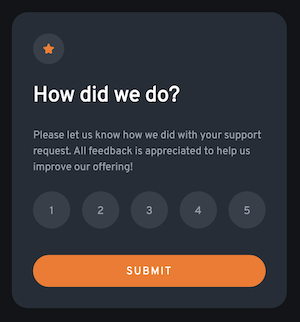 How did we do?
Please let us know how we did with your support
request. All feedback is appreciated to help us
improve our offering!
1 2 3 4 5
SUBMIT